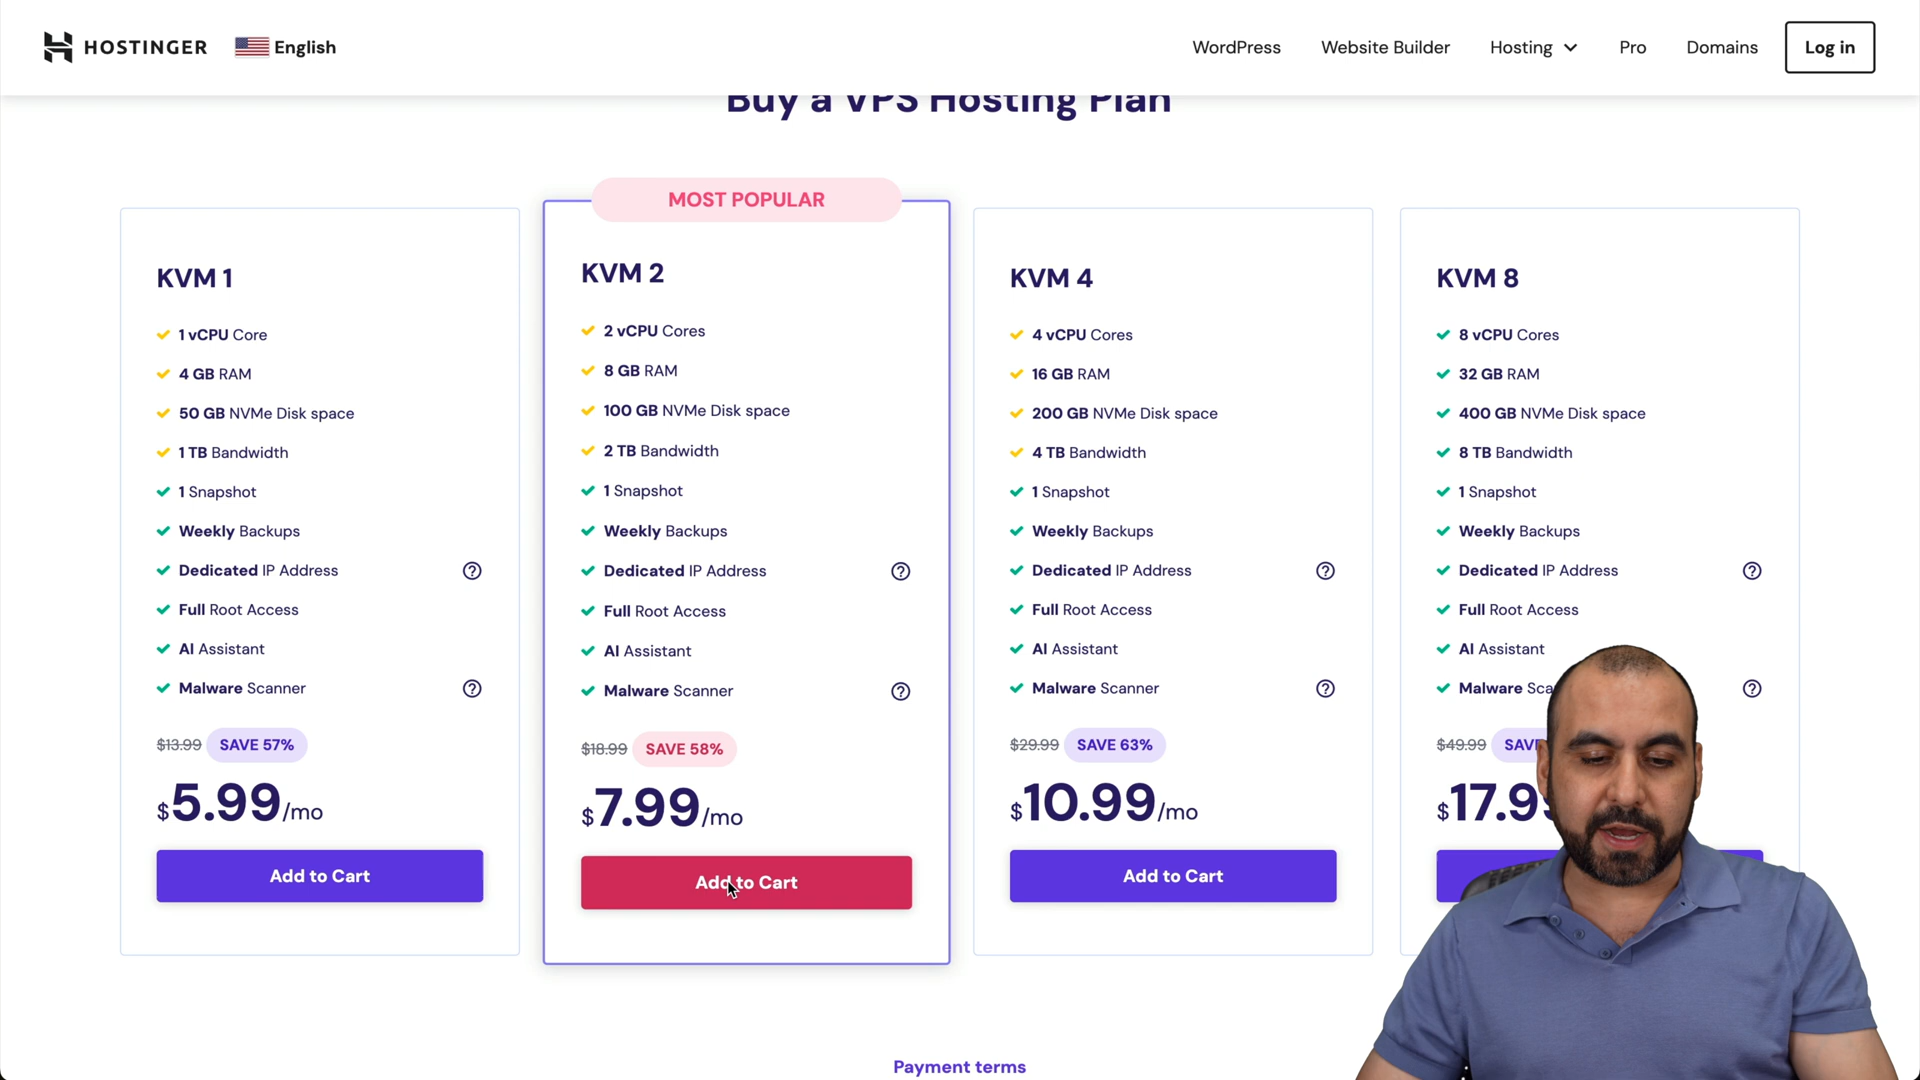 HOSTINGER
English
WordPress
Website Builder
Hosting
Pro
Domains
Log in
Buy a VPS Hosting Plan
KVM 1
1 vCPU Core
4 GB RAM
50 GB NVMe Disk space
1 TB Bandwidth
1 Snapshot
Weekly Backups
Dedicated IP Address
Full Root Access
AI Assistant
Malware Scanner
$13.99 SAVE 57%
$5.99/mo
Add to Cart
MOST POPULAR
KVM 2
2 vCPU Cores
8 GB RAM
100 GB NVMe Disk space
2 TB Bandwidth
1 Snapshot
Weekly Backups
Dedicated IP Address
Full Root Access
AI Assistant
Malware Scanner
$18.99 SAVE 58%
$7.99/mo
Add to Cart
KVM 4
4 vCPU Cores
16 GB RAM
200 GB NVMe Disk space
4 TB Bandwidth
1 Snapshot
Weekly Backups
Dedicated IP Address
Full Root Access
AI Assistant
Malware Scanner
$29.99 SAVE 63%
$10.99/mo
Add to Cart
KVM 8
8 vCPU Cores
32 GB RAM
400 GB NVMe Disk space
8 TB Bandwidth
1 Snapshot
Weekly Backups
Dedicated IP Address
Full Root Access
AI Assistant
Malware
$49.99
Payment terms